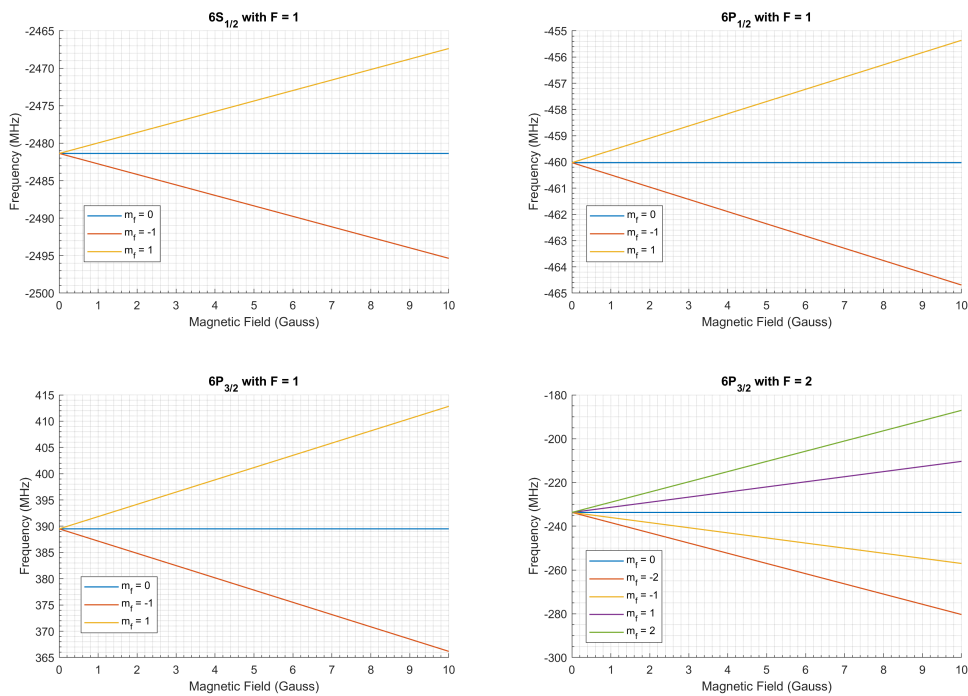 6S1/2 with F = 1
-2465
-2470
-2475
-2480
-2485
-2490
-2495
-2500
Frequency (MHz)
mf = 0
mf = -1
mf = 1
0 1 2 3 4 5 6 7 8 9 10
Magnetic Field (Gauss)
6P1/2 with F = 1
-455
-456
-457
-458
-459
-460
-461
-462
-463
-464
-465
Frequency (MHz)
mf = 0
mf = -1
mf = 1
0 1 2 3 4 5 6 7 8 9 10
Magnetic Field (Gauss)
6P3/2 with F = 1
415
410
405
400
395
390
385
380
375
370
365
Frequency (MHz)
mf = 0
mf = -1
mf = 1
0 1 2 3 4 5 6 7 8 9 10
Magnetic Field (Gauss)
6P3/2 with F = 2
-180
-200
-220
-240
-260
-280
-300
Frequency (MHz)
mf = 0
mf = -2
mf = -1
mf = 1
mf = 2
0 1 2 3 4 5 6 7 8 9 10
Magnetic Field (Gauss)